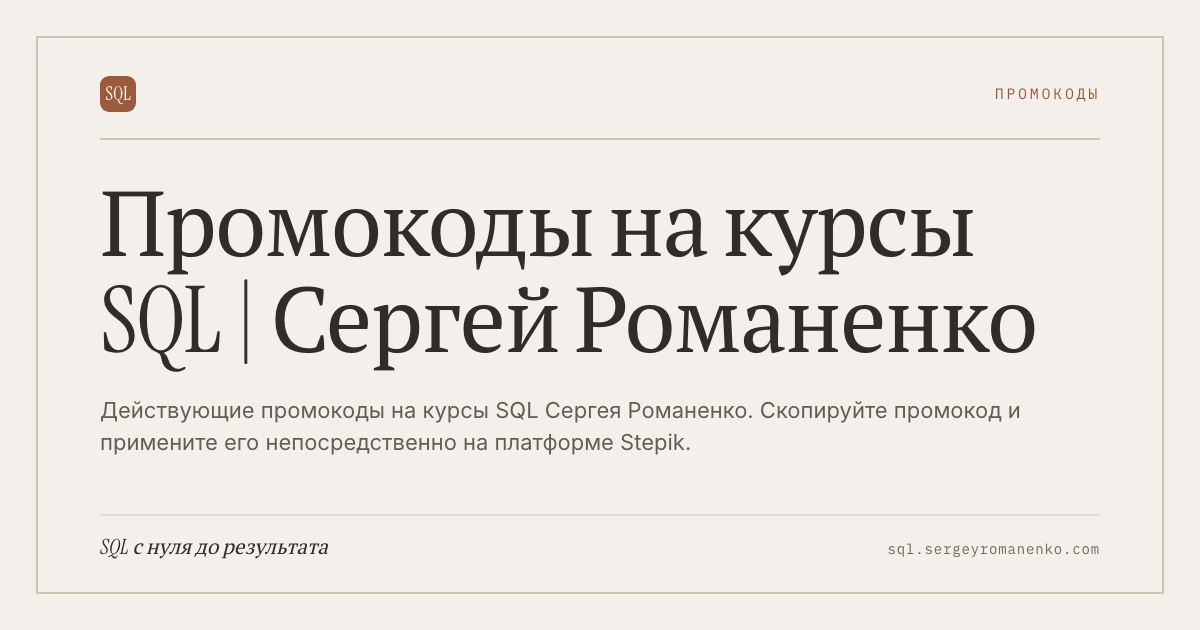 SQL
ПРОМОКОДЫ
Промокоды на курсы
SQL | Сергей Романенко
Действующие промокоды на курсы SQL Сергея Романенко. Скопируйте промокод и
примените его непосредственно на платформе Stepik.
SQL с нуля до результата
sql.sergeyromanenko.com